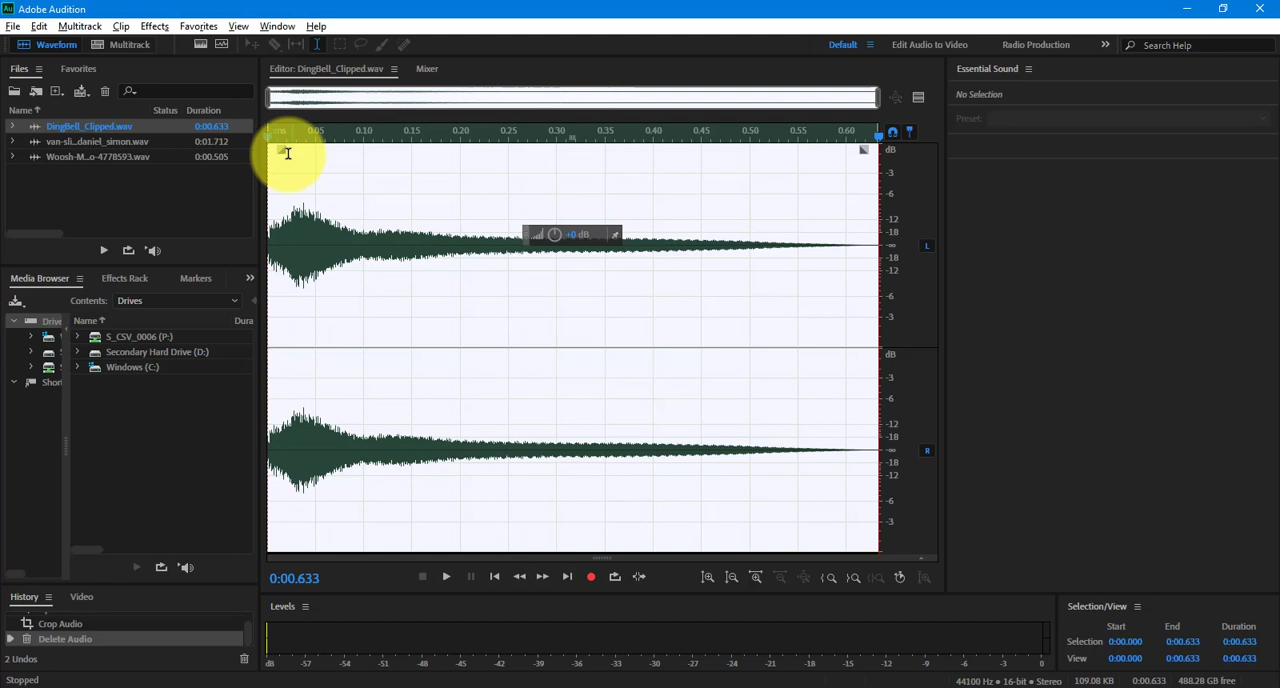 Au Adobe Audition
File Edit Multitrack Clip Effects Favorites View Window Help
Waveform Multitrack Default Edit Audio to Video Radio Production Search Help
Files Favorites Editor: DingBell_Clipped.wav Mixer Essential Sound
No Selection
Preset:
Name Status Duration
DingBell_Clipped.wav 0:00.633
van-sli...daniel_simon.wav 0:01.712
Woosh-M...o-4778593.wav 0:00.505
hms 0.05 0.10 0.15 0.20 0.25 0.30 0.35 0.40 0.45 0.50 0.55 0.60
dB
-3
-6
-12
-18
-∞
-18
-12
-6
-3
L
+0 dB
dB
-3
-6
-12
-18
-∞
-18
-12
-6
-3
R
Media Browser Effects Rack Markers
Contents: Drives
Drive Name Dura
S_CSV_0006 (P:)
Secondary Hard Drive (D:)
Windows (C:)
Short
0:00.633
History Video
Crop Audio
Delete Audio
2 Undos
Levels
dB -57 -54 -51 -48 -45 -42 -39 -36 -33 -30 -27 -24 -21 -18 -15 -12 -9 -6 -3 0
Selection/View
Start End Duration
Selection 0:00.000 0:00.633 0:00.633
View 0:00.000 0:00.633 0:00.633
Stopped 44100 Hz • 16-bit • Stereo 109.08 KB 0:00.633 488.28 GB free